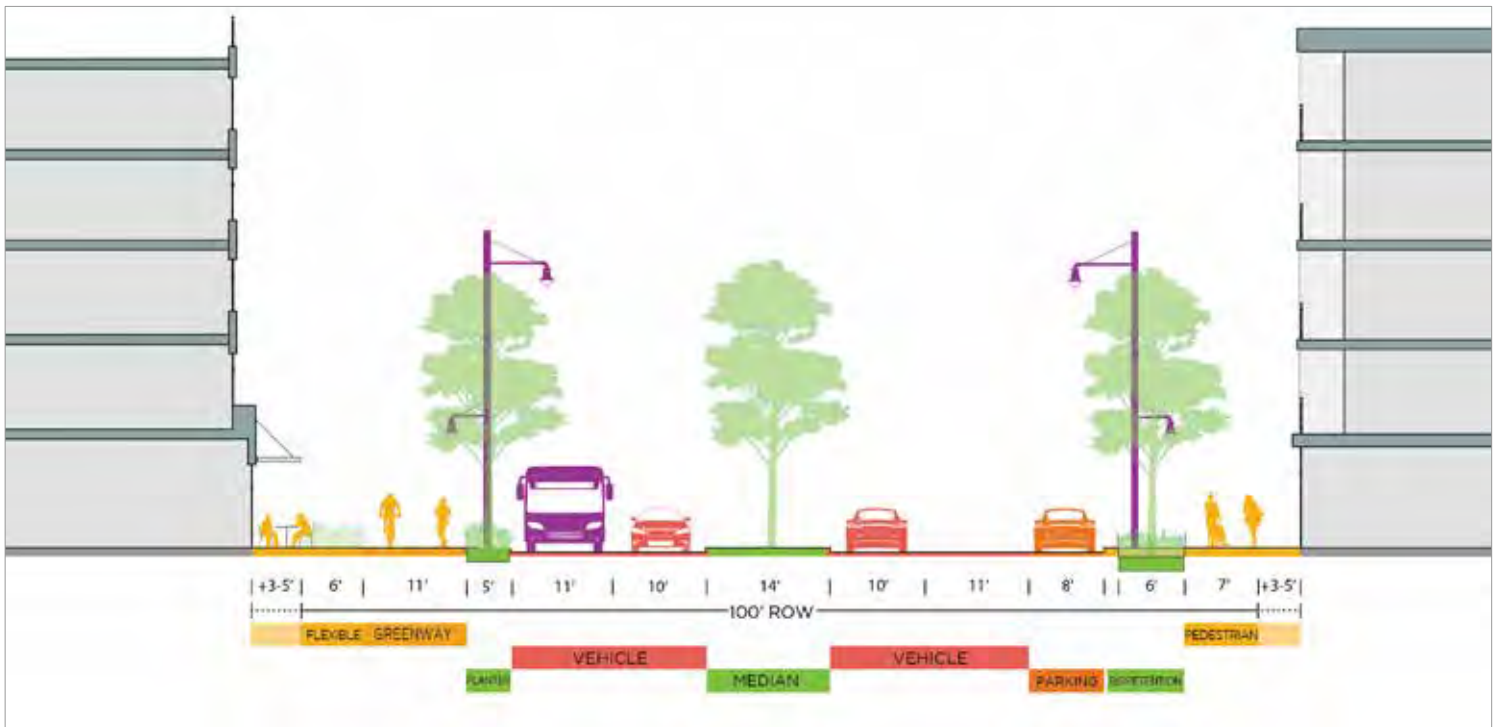 +3-5' | 6' | 11' | 5' | 11' | 10' | 14' | 10' | 11' | 8' | 6' | 7' | +3-5'
100' ROW
FLEXIBLE GREENWAY PEDESTRIAN
VEHICLE VEHICLE
PLANTER MEDIAN PARKING BIORETENTION